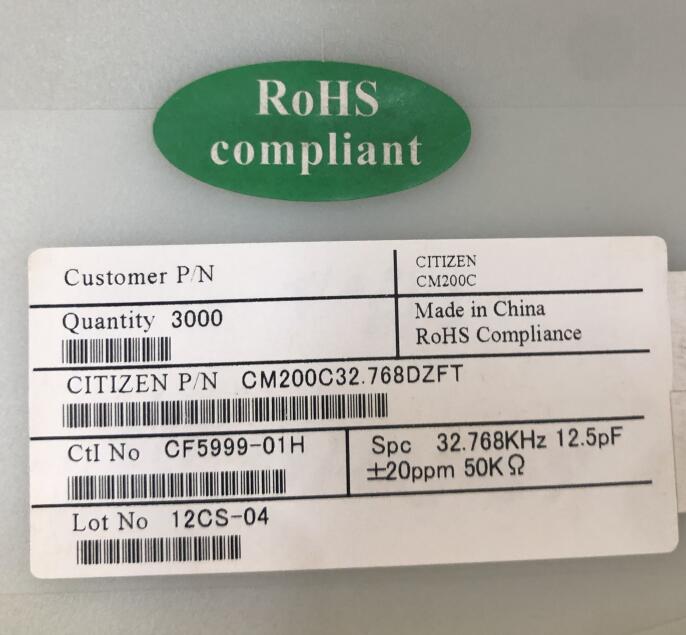 RoHS
compliant
Customer P/N
CITIZEN
CM200C
Quantity 3000
Made in China
RoHS Compliance
CITIZEN P/N CM200C32.768DZFT
Ctl No CF5999-01H
Spc 32.768KHz 12.5pF
±20ppm 50KΩ
Lot No 12CS-04